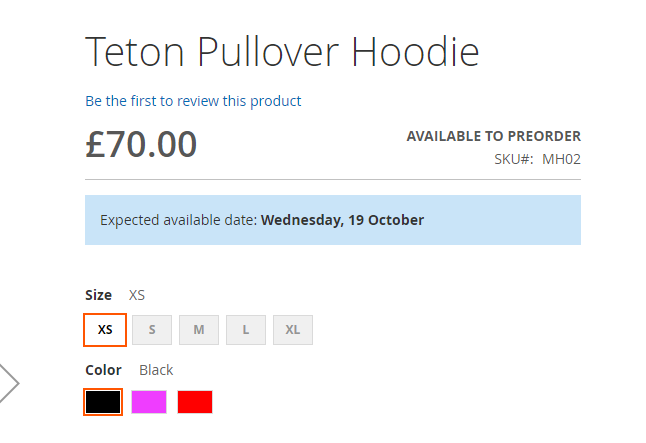 Teton Pullover Hoodie
Be the first to review this product
£70.00
AVAILABLE TO PREORDER
SKU#: MH02
Expected available date: Wednesday, 19 October
Size XS
XS S M L XL
Color Black